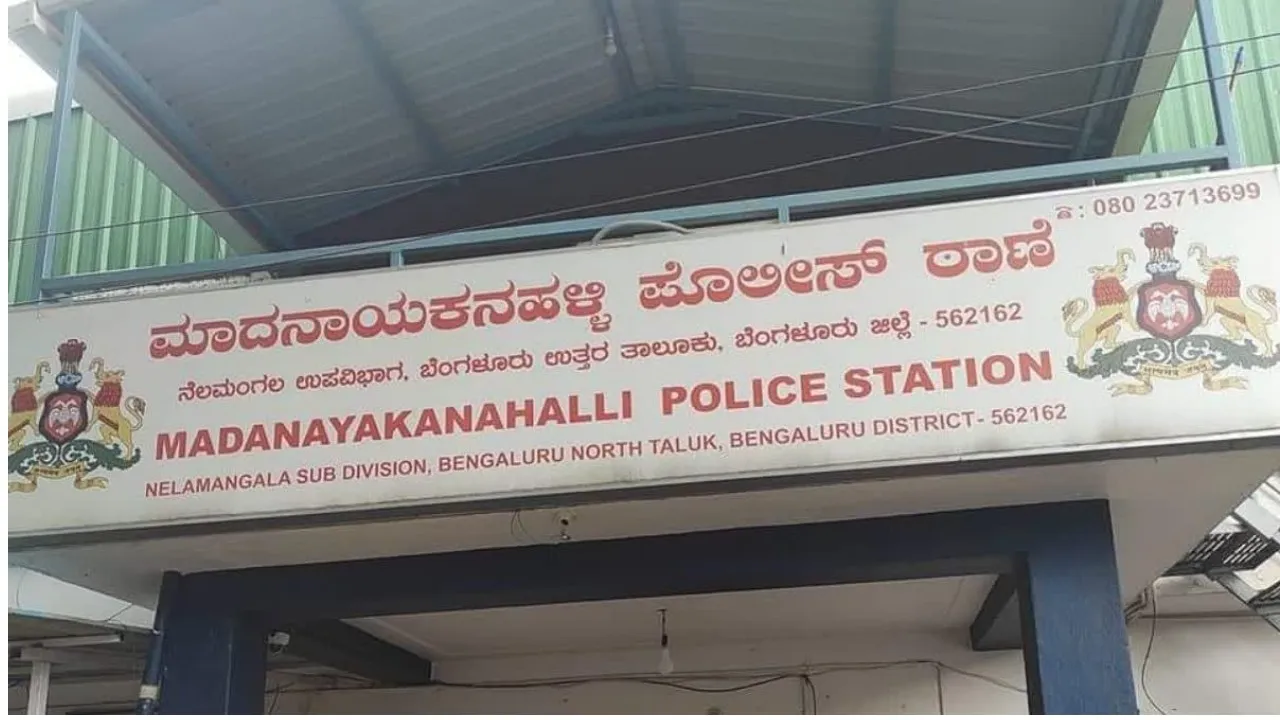 ☎: 080 23713699
ಮಾದನಾಯಕನಹಳ್ಳಿ ಪೊಲೀಸ್ ಠಾಣೆ
ನೆಲಮಂಗಲ ಉಪವಿಭಾಗ, ಬೆಂಗಳೂರು ಉತ್ತರ ತಾಲೂಕು, ಬೆಂಗಳೂರು ಜಿಲ್ಲೆ - 562162
MADANAYAKANAHALLI POLICE STATION
NELAMANGALA SUB DIVISION, BENGALURU NORTH TALUK, BENGALURU DISTRICT- 562162